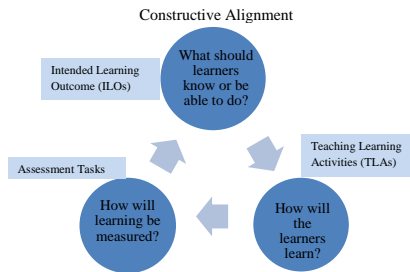 Constructive Alignment
What should
learners
know or be
able to do?
Intended Learning
Outcome (ILOs)
Teaching Learning
Activities (TLAs)
Assessment Tasks
How will
learning be
measured?
How will
the
learners
learn?